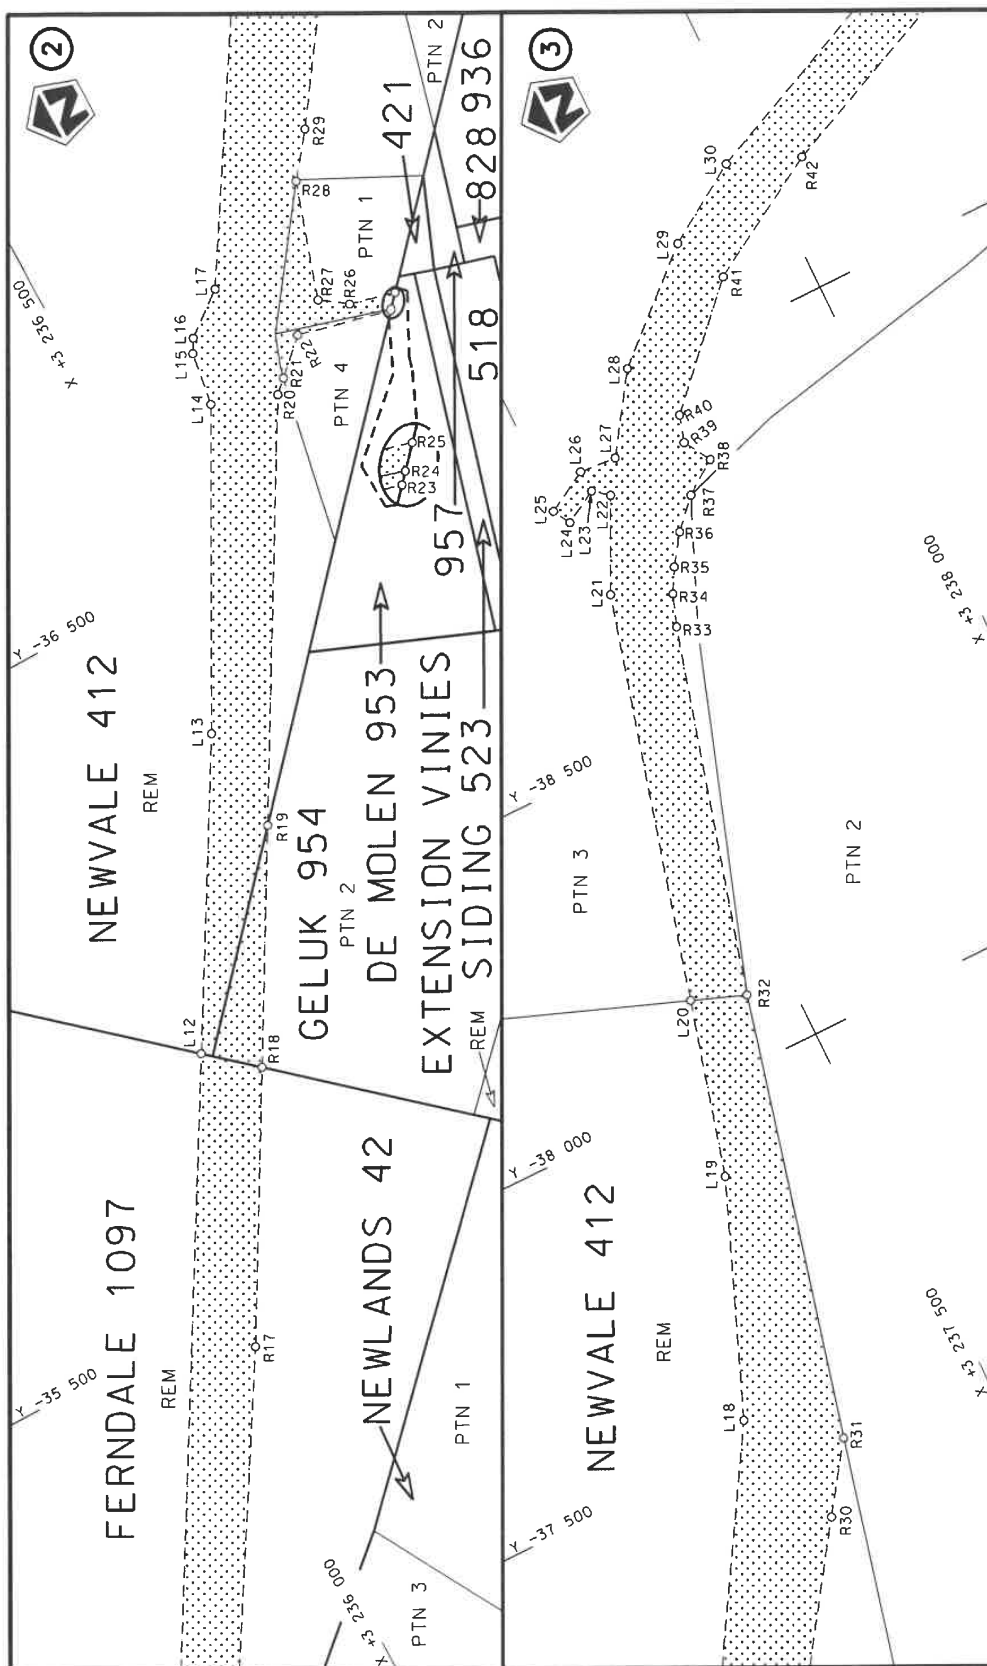 2
FERNDALE 1097
REM
Y -35 500
R17
NEWLANDS 42
PTN 1
PTN 3
X +3 236 000
L12
R18
NEWVALE 412
REM
Y -36 500
L13
R19
GELUK 954
PTN 2
DE MOLEN 953
EXTENSION VINIES
SIDING 523
REM
957
518
L14
L15
L16
L17
R20
R21
R22
R23
R24
R25
R26
R27
R28
R29
PTN 4
PTN 1
PTN 2
421
828
936
X +3 236 500
3
Y -37 500
NEWVALE 412
REM
L18
L19
R30
R31
X +3 237 500
Y -38 000
L20
R32
PTN 3
PTN 2
Y -38 500
L21
L22
L23
L24
L25
L26
L27
L28
L29
L30
R33
R34
R35
R36
R37
R38
R39
R40
R41
R42
X +3 238 000